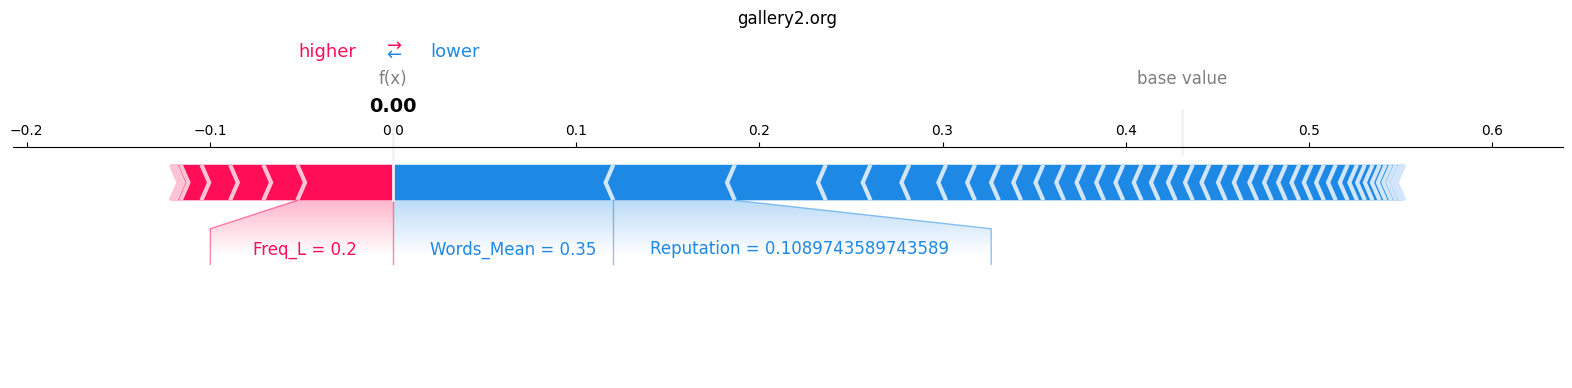 gallery2.org
higher ⇄ lower
f(x) base value
0.00
−0.2 −0.1 0.0 0.1 0.2 0.3 0.4 0.5 0.6
Freq_L = 0.2 Words_Mean = 0.35 Reputation = 0.1089743589743589